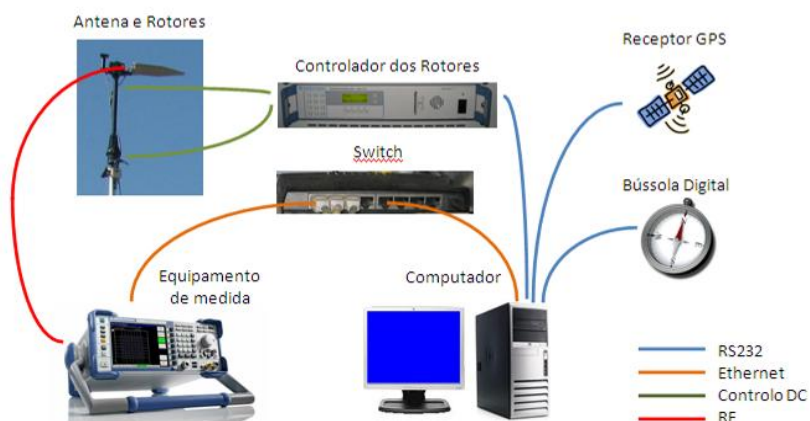 Antena e Rotores
Controlador dos Rotores
Receptor GPS
Switch
Bússola Digital
Equipamento
de medida
Computador
RS232
Ethernet
Controlo DC
RF